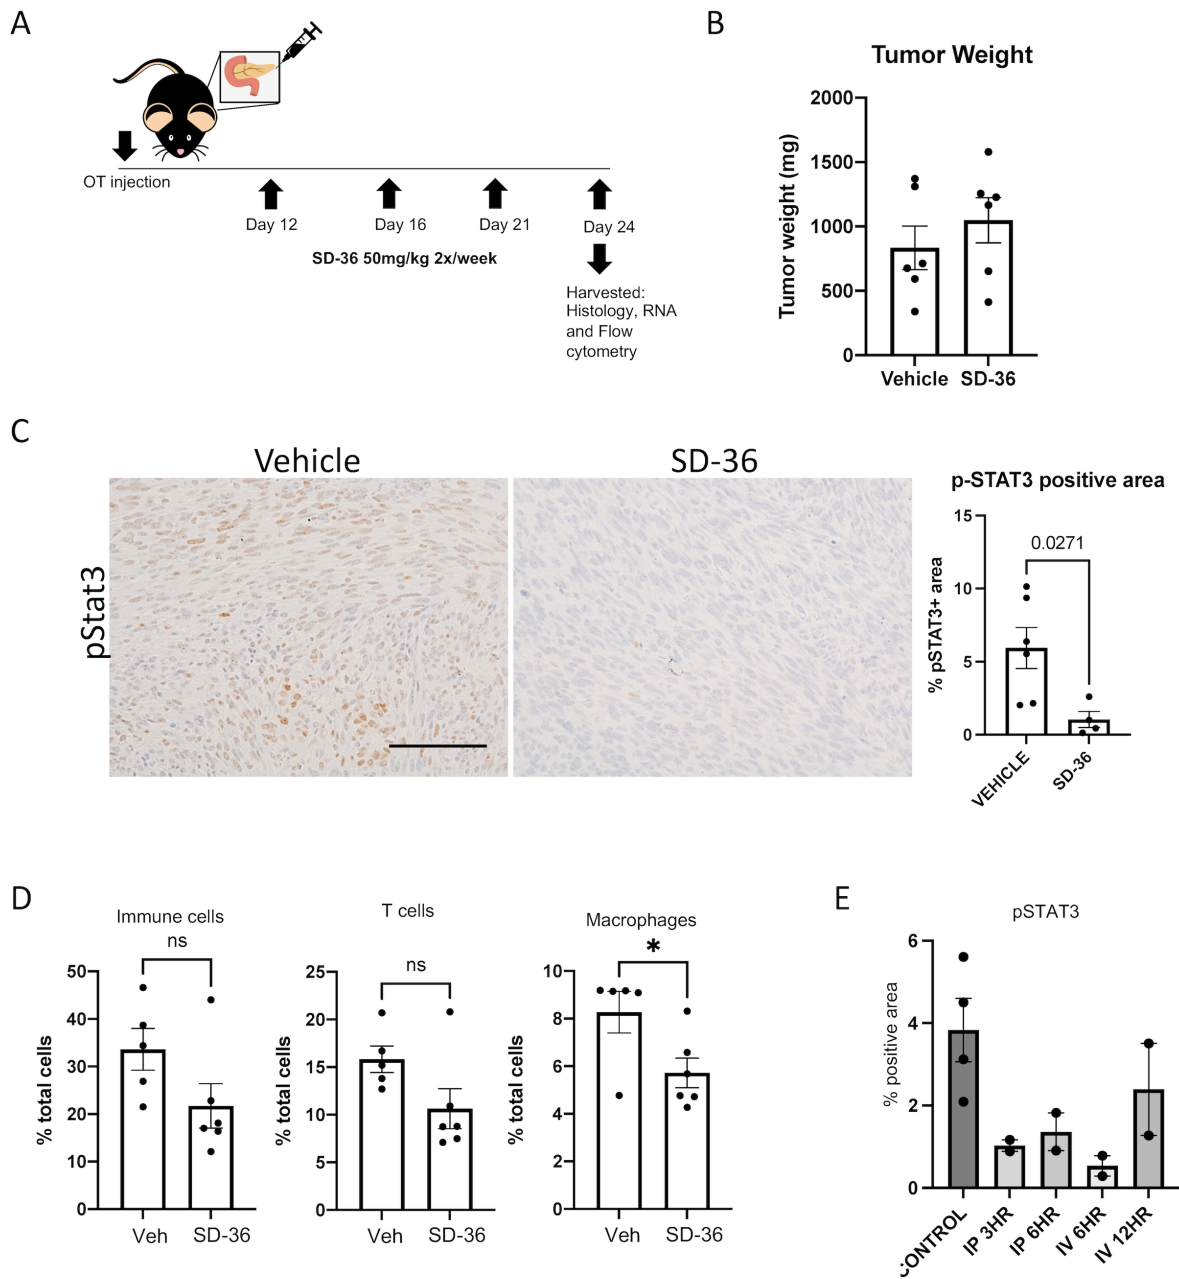 A
OT injection
Day 12
Day 16
Day 21
Day 24
SD-36 50mg/kg 2x/week
Harvested:
Histology, RNA
and Flow
cytometry
B
Tumor Weight
Tumor weight (mg)
2000
1500
1000
500
0
Vehicle
SD-36
C
Vehicle
SD-36
pStat3
p-STAT3 positive area
% pSTAT3+ area
15
10
5
0
0.0271
VEHICLE
SD-36
D
Immune cells
ns
% total cells
50
40
30
20
10
0
Veh
SD-36
T cells
ns
% total cells
25
20
15
10
5
0
Veh
SD-36
Macrophages
*
% total cells
10
8
6
4
2
0
Veh
SD-36
E
pSTAT3
% positive area
6
4
2
0
CONTROL
IP 3HR
IP 6HR
IV 6HR
IV 12HR